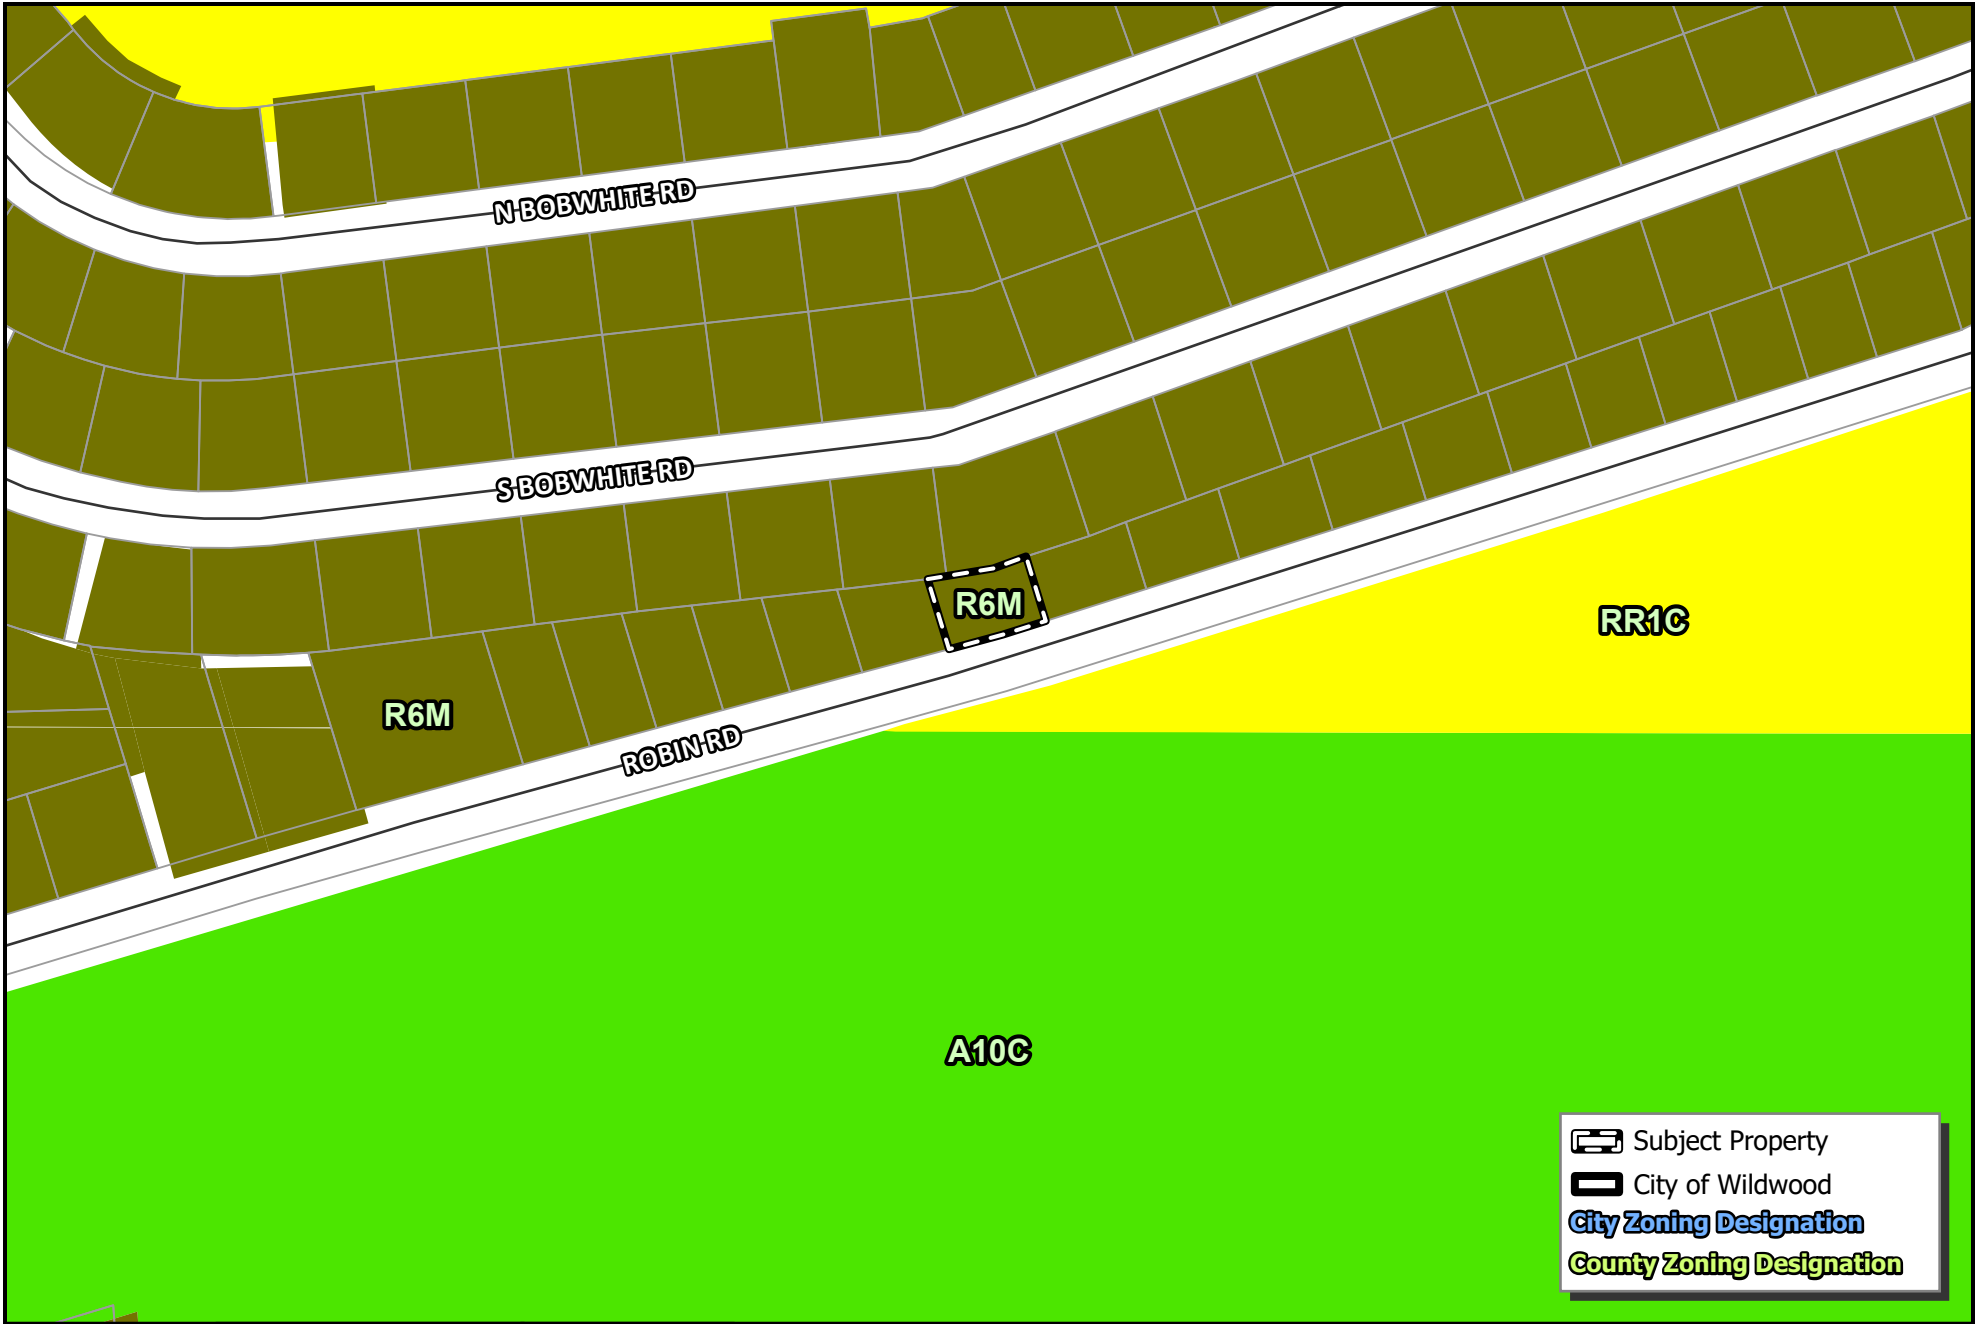 N BOBWHITE RD
S BOBWHITE RD
R6M
RR1C
R6M
ROBIN RD
A10C
Subject Property
City of Wildwood
City Zoning Designation
County Zoning Designation